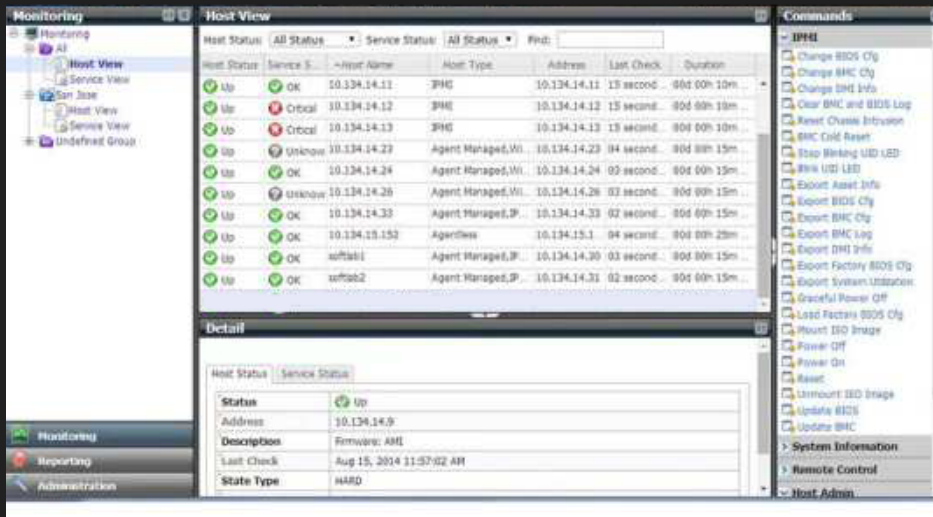 Monitoring
Monitoring
All
Host View
Service View
San Jose
Host View
Service View
Undefined Group
Monitoring
Reporting
Administration
Host View
Host Status: All Status Service Status: All Status Find:
Host Status Service S... Host Name Host Type Address Last Check Duration
Up OK 10.134.14.11 IPMI 10.134.14.11 15 second... 00d 00h 10m ...
Up Critical 10.134.14.12 IPMI 10.134.14.12 15 second... 00d 00h 10m ...
Up Critical 10.134.14.13 IPMI 10.134.14.13 15 second... 00d 00h 10m ...
Up Unknown 10.134.14.23 Agent Managed,Wi... 10.134.14.23 04 second... 00d 00h 15m ...
Up OK 10.134.14.24 Agent Managed,Wi... 10.134.14.24 03 second... 00d 00h 15m ...
Up Unknown 10.134.14.26 Agent Managed,Wi... 10.134.14.26 03 second... 00d 00h 15m ...
Up OK 10.134.14.33 Agent Managed,IP... 10.134.14.33 02 second... 00d 00h 15m ...
Up OK 10.134.15.152 Agentless 10.134.15.1... 04 second... 00d 00h 25m ...
Up OK softlab1 Agent Managed,IP... 10.134.14.30 03 second... 00d 00h 15m ...
Up OK softlab2 Agent Managed,IP... 10.134.14.31 02 second... 00d 00h 15m ...
Detail
Host Status Service Status
Status Up
Address 10.134.14.9
Description Firmware: AMI
Last Check Aug 15, 2014 11:57:02 AM
State Type HARD
Commands
IPMI
Change BIOS Cfg
Change BMC Cfg
Change DMI Info
Clear BMC and BIOS Log
Reset Chassis Intrusion
BMC Cold Reset
Stop Blinking UID LED
Blink UID LED
Export Asset Info
Export BIOS Cfg
Export BMC Cfg
Export BMC Log
Export DMI Info
Export Factory BIOS Cfg
Export System Utilization
Graceful Power Off
Load Factory BIOS Cfg
Mount ISO Image
Power Off
Power On
Reset
Unmount ISO Image
Update BIOS
Update BMC
System Information
Remote Control
Host Admin